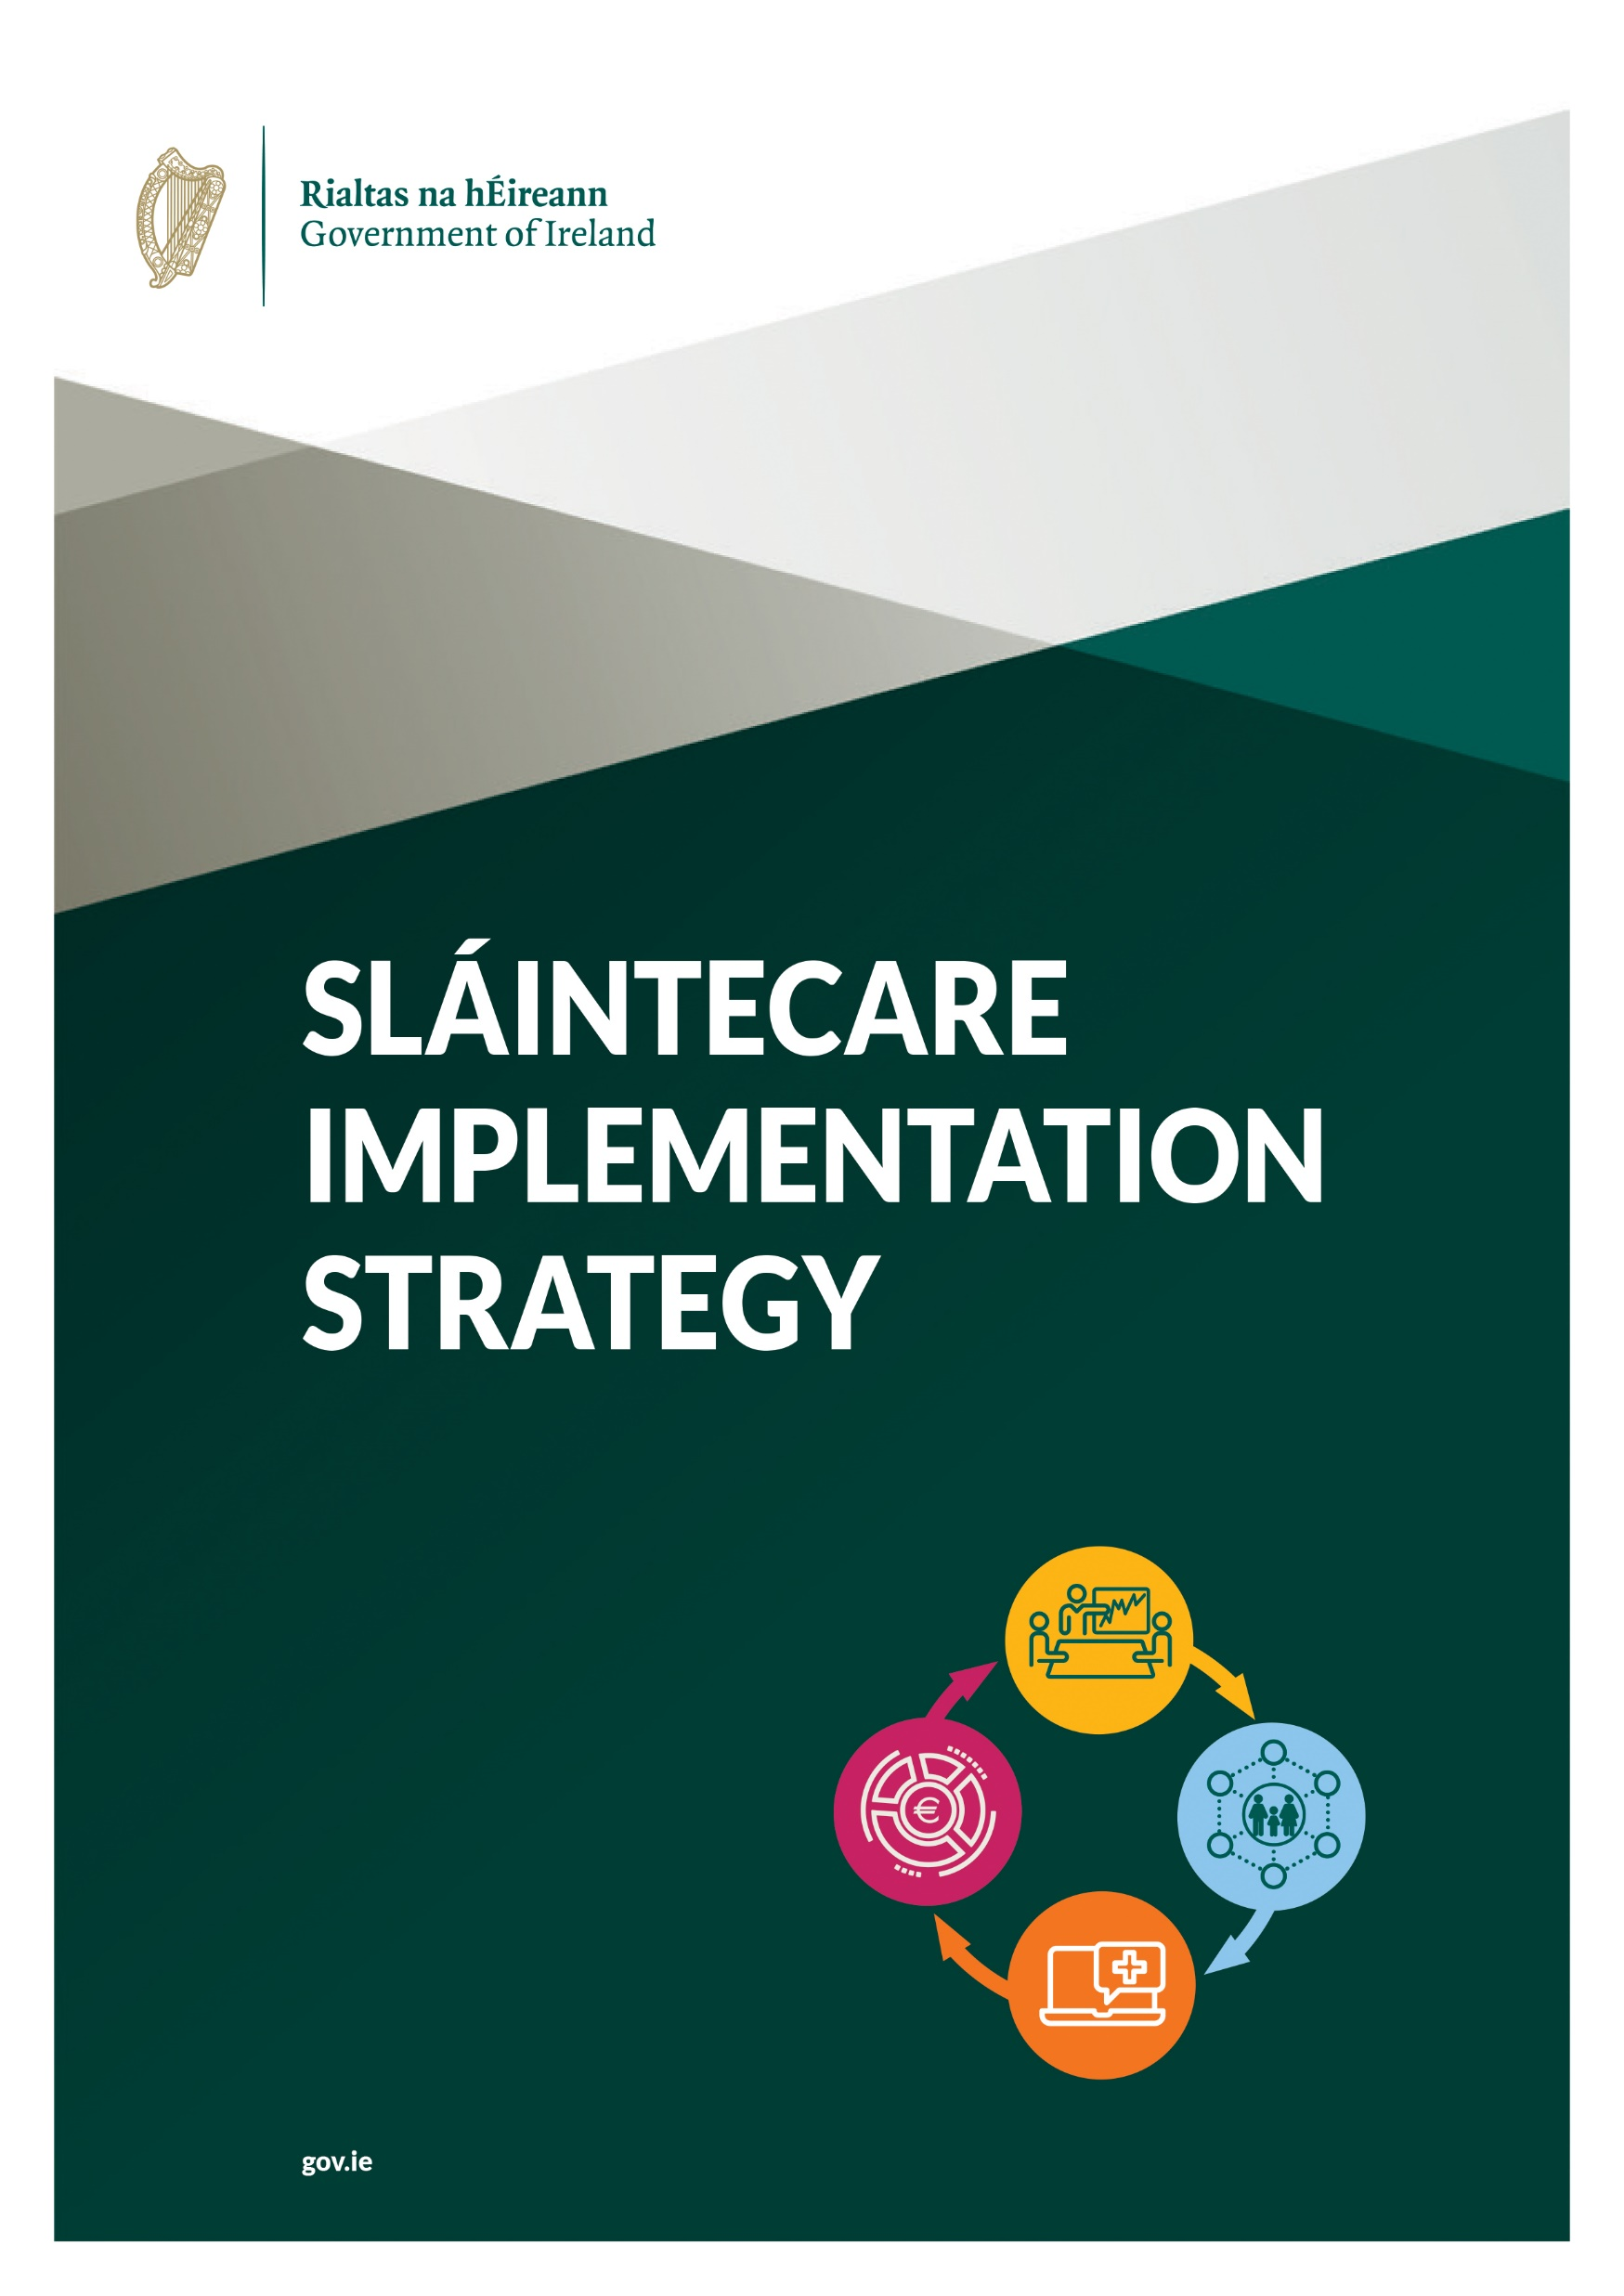 Rialtas na hÉireann
Government of Ireland
SLÁINTECARE
IMPLEMENTATION
STRATEGY
€
gov.ie